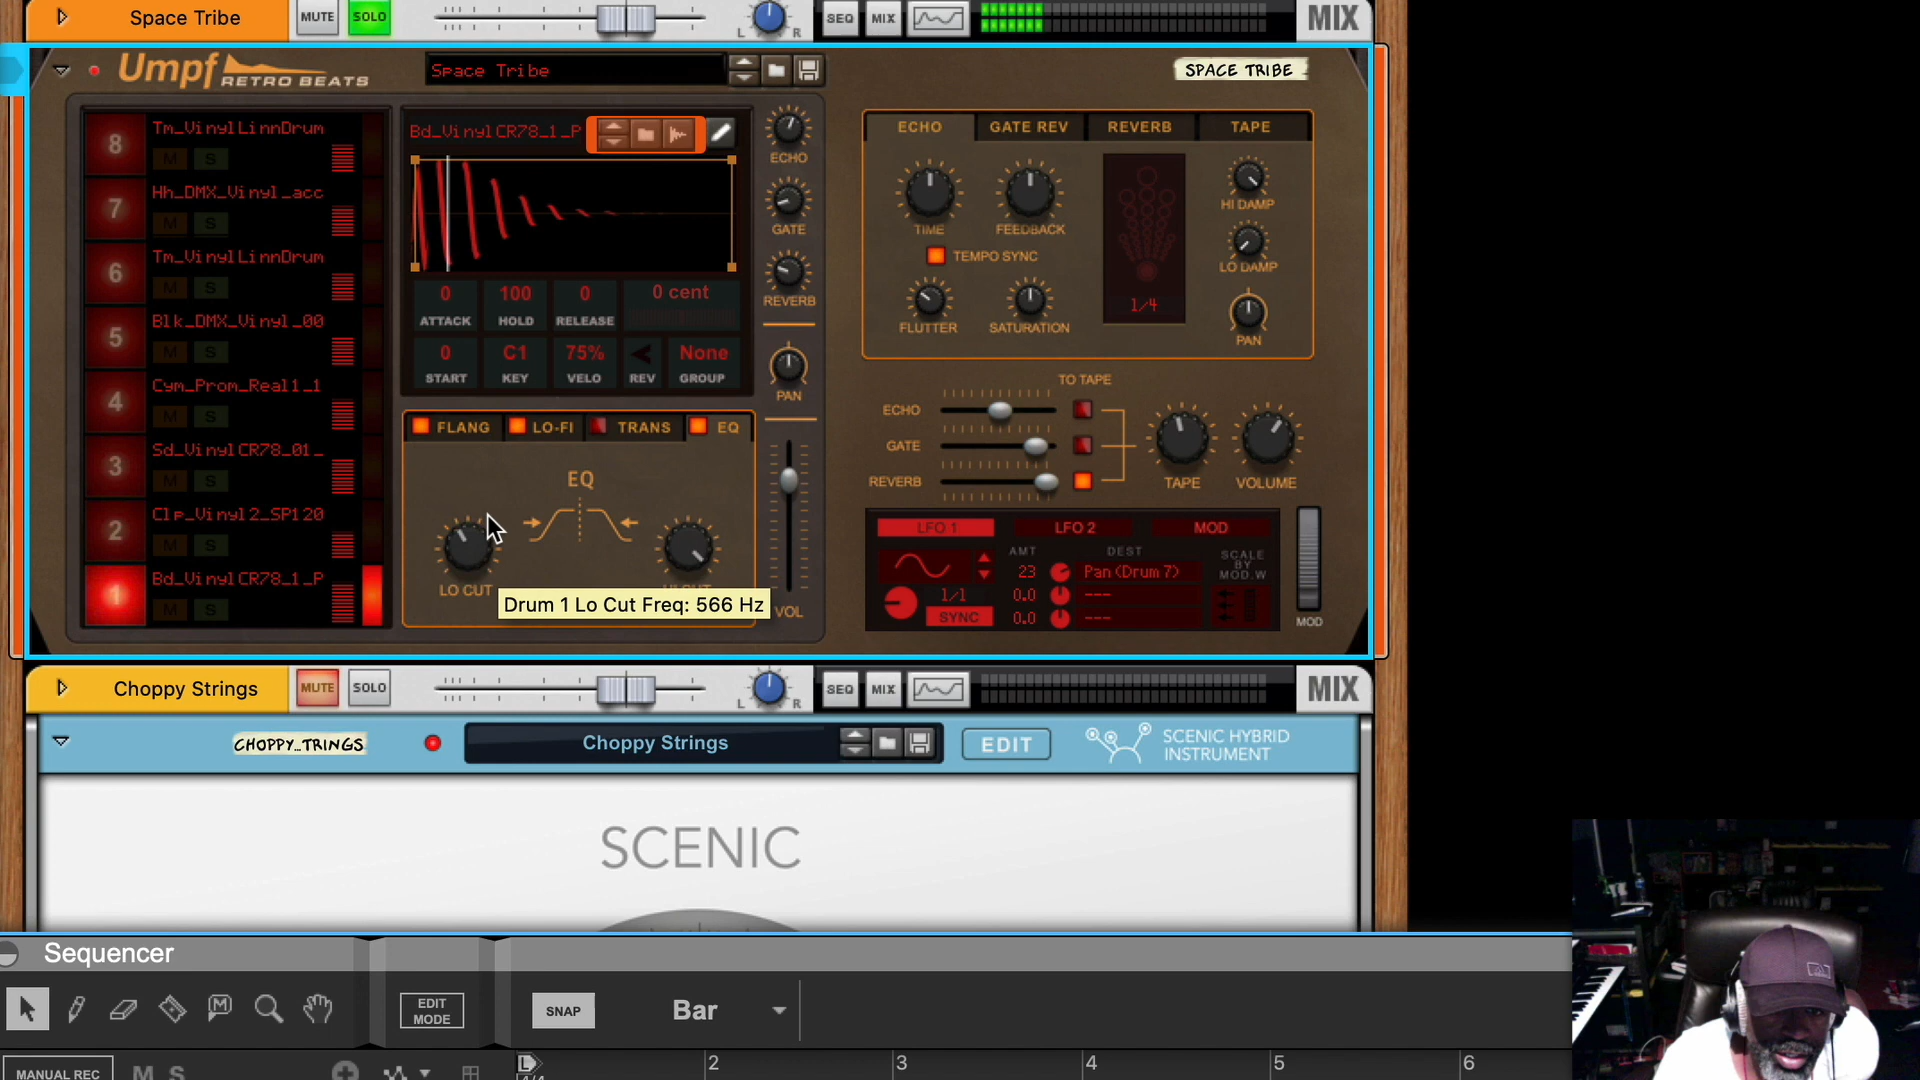 Space Tribe
MUTE
SOLO
L R
SEQ
MIX
MIX
Umpf
RETRO BEATS
Space Tribe
SPACE TRIBE
8 Tm_VinylLinnDrum
M S
7 Hh_DMX_Vinyl_acc
M S
6 Tm_VinylLinnDrum
M S
5 Blk_DMX_Vinyl_00
M S
4 Cym_Prom_Real1_1
M S
3 Sd_VinylCR78_01_
M S
2 Clp_Vinyl2_SP120
M S
1 Bd_VinylCR78_1_P
M S
Bd_VinylCR78_1_P
0 100 0 0 cent
ATTACK HOLD RELEASE
0 C1 75% None
START KEY VELO REV GROUP
FLANG LO-FI TRANS EQ
EQ
LO CUT
Drum 1 Lo Cut Freq: 566 Hz
ECHO
GATE
REVERB
PAN
VOL
ECHO GATE REV REVERB TAPE
TIME FEEDBACK
TEMPO SYNC
FLUTTER SATURATION
1/4
HI DAMP
LO DAMP
PAN
TO TAPE
ECHO
GATE
REVERB
TAPE VOLUME
LFO 1 LFO 2 MOD
AMT DEST
23 Pan (Drum 7)
1/1 0.0 ---
SYNC 0.0 ---
SCALE
BY
MOD.W
MOD
Choppy Strings
MUTE
SOLO
L R
SEQ
MIX
MIX
CHOPPY_TRINGS
Choppy Strings
EDIT
SCENIC HYBRID
INSTRUMENT
SCENIC
Sequencer
EDIT
MODE
SNAP
Bar
MANUAL REC
M S
L
2 3 4 5 6